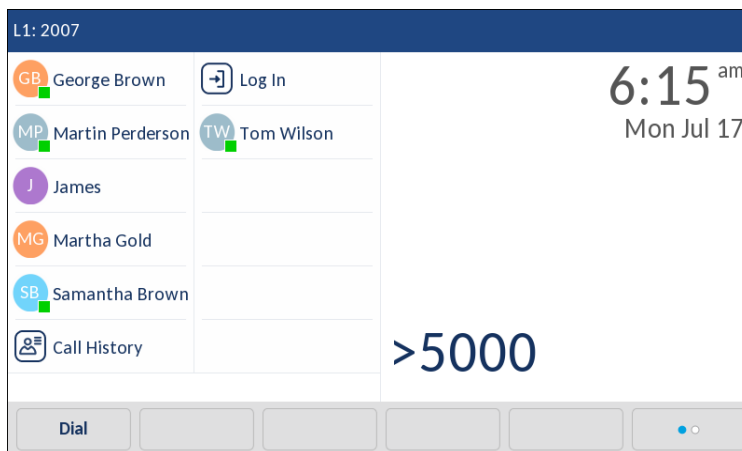 L1: 2007
GB George Brown
Log In
MP Martin Perderson
TW Tom Wilson
J James
MG Martha Gold
SB Samantha Brown
Call History
6:15 am
Mon Jul 17
>5000
Dial